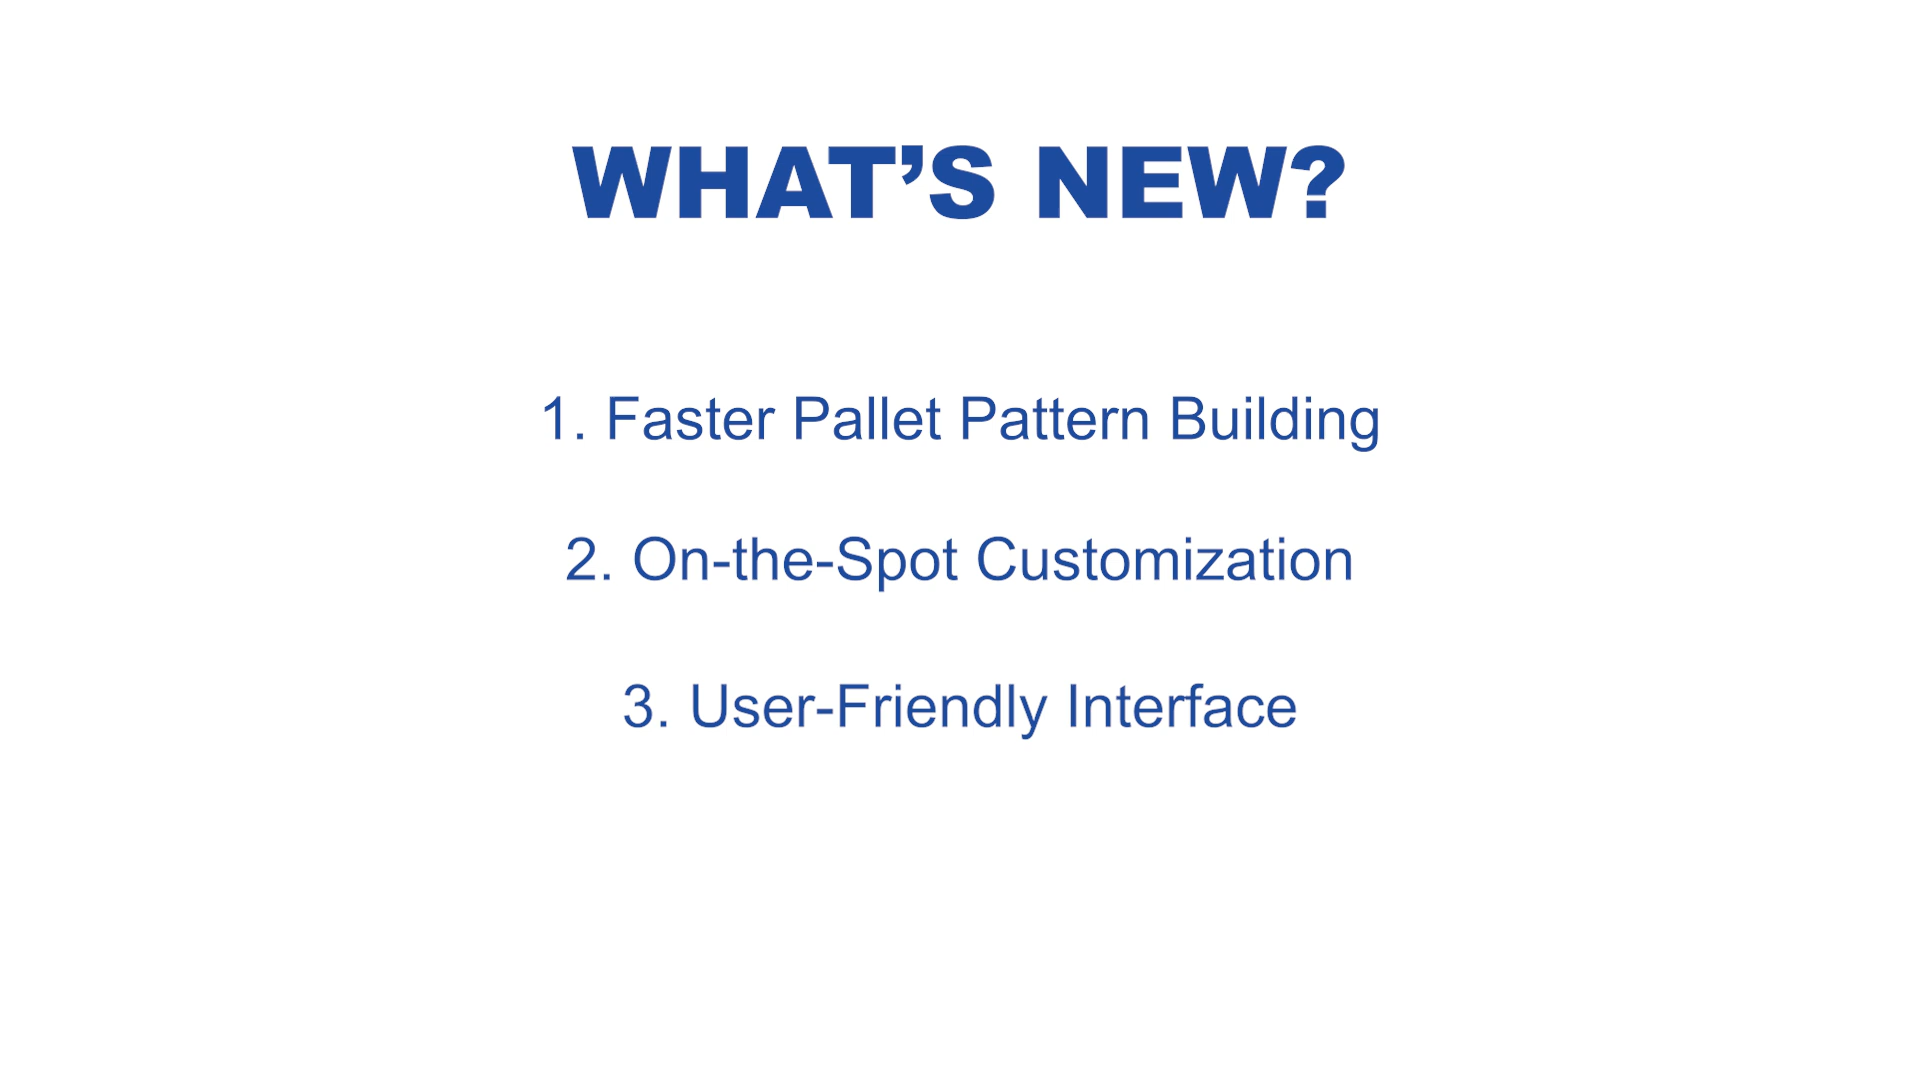 WHAT’S NEW?
1. Faster Pallet Pattern Building
2. On-the-Spot Customization
3. User-Friendly Interface